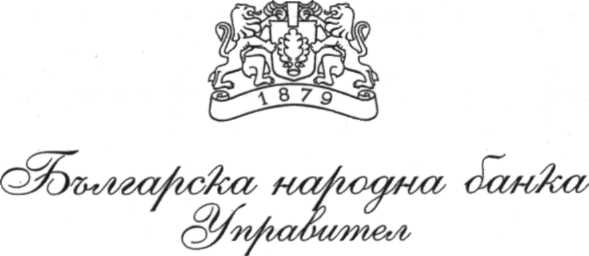 1879
Българска народна банка
Управител